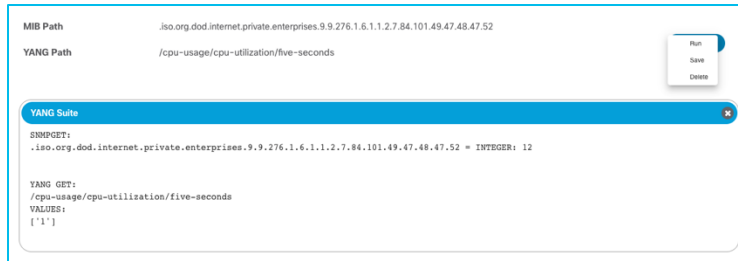 MIB Path .iso.org.dod.internet.private.enterprises.9.9.276.1.6.1.1.2.7.84.101.49.47.48.47.52
YANG Path /cpu-usage/cpu-utilization/five-seconds
Run
Save
Delete
YANG Suite
SNMPGET:
.iso.org.dod.internet.private.enterprises.9.9.276.1.6.1.1.2.7.84.101.49.47.48.47.52 = INTEGER: 12
YANG GET:
/cpu-usage/cpu-utilization/five-seconds
VALUES:
['1']